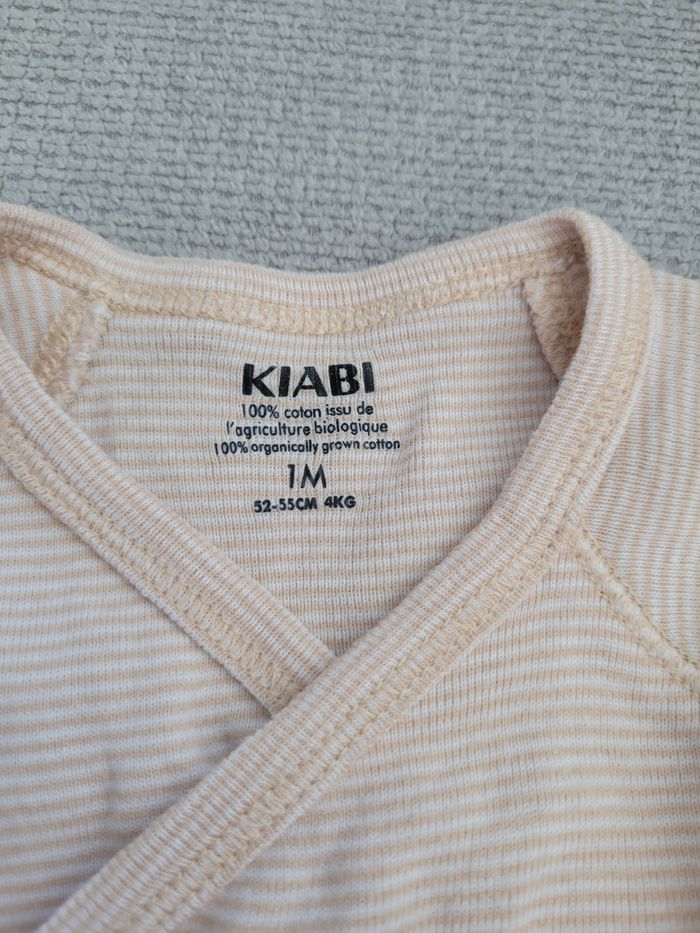 KIABI
100% coton issu de
l'agriculture biologique
100% organically grown cotton
1M
52-55CM 4KG